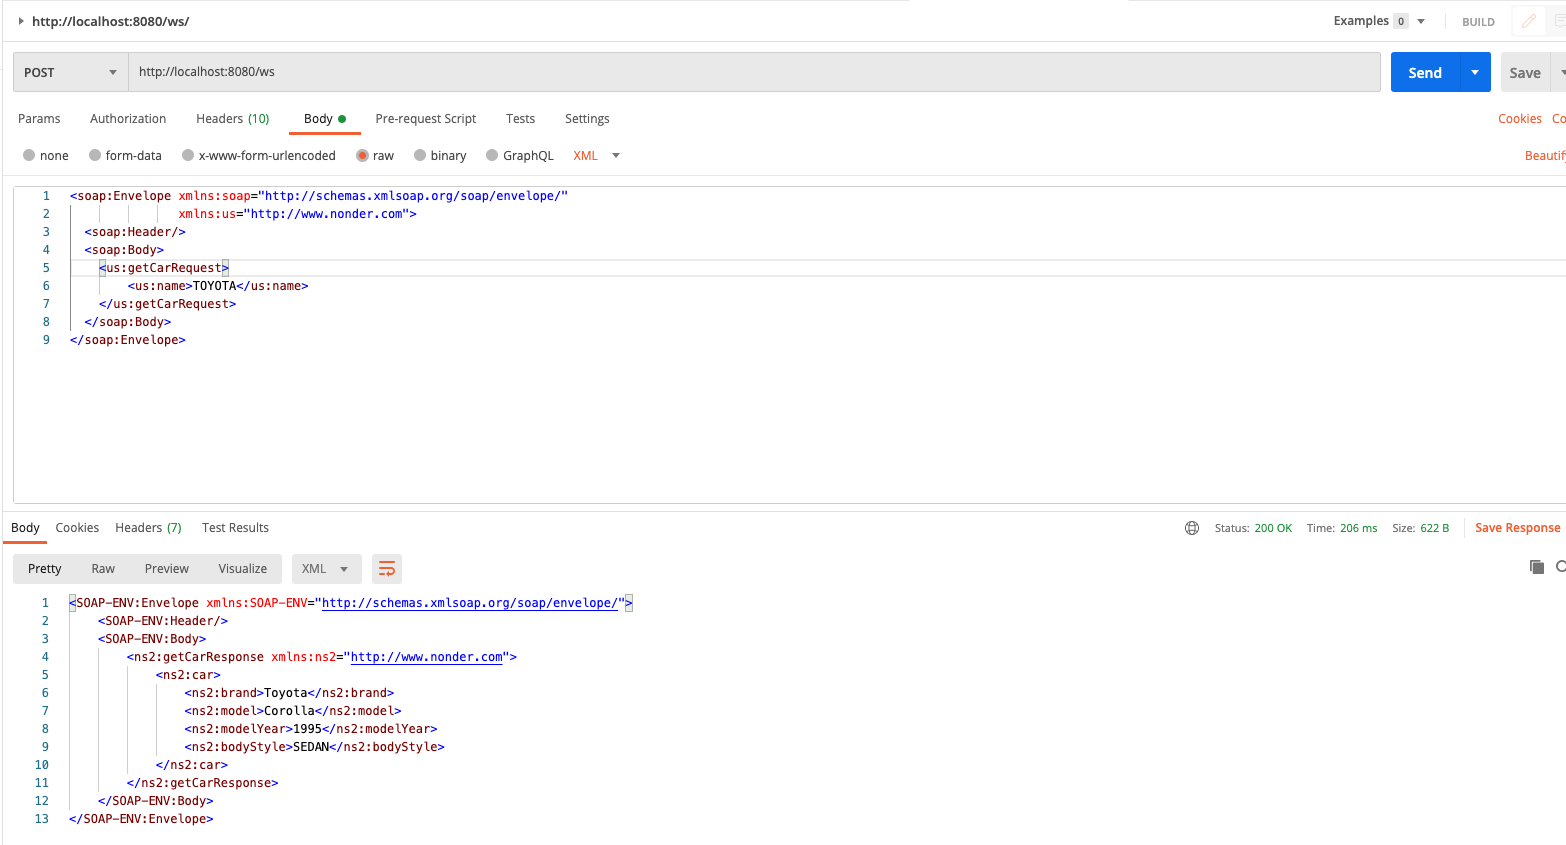 http://localhost:8080/ws/ Examples 0 BUILD
POST http://localhost:8080/ws Send Save
Params Authorization Headers (10) Body Pre-request Script Tests Settings Cookies Co
none form-data x-www-form-urlencoded raw binary GraphQL XML Beautify
1 <soap:Envelope xmlns:soap="http://schemas.xmlsoap.org/soap/envelope/"
2 xmlns:us="http://www.nonder.com">
3 <soap:Header/>
4 <soap:Body>
5 <us:getCarRequest>
6 <us:name>TOYOTA</us:name>
7 </us:getCarRequest>
8 </soap:Body>
9 </soap:Envelope>
Body Cookies Headers (7) Test Results Status: 200 OK Time: 206 ms Size: 622 B Save Response
Pretty Raw Preview Visualize XML
1 <SOAP-ENV:Envelope xmlns:SOAP-ENV="http://schemas.xmlsoap.org/soap/envelope/">
2 <SOAP-ENV:Header/>
3 <SOAP-ENV:Body>
4 <ns2:getCarResponse xmlns:ns2="http://www.nonder.com">
5 <ns2:car>
6 <ns2:brand>Toyota</ns2:brand>
7 <ns2:model>Corolla</ns2:model>
8 <ns2:modelYear>1995</ns2:modelYear>
9 <ns2:bodyStyle>SEDAN</ns2:bodyStyle>
10 </ns2:car>
11 </ns2:getCarResponse>
12 </SOAP-ENV:Body>
13 </SOAP-ENV:Envelope>